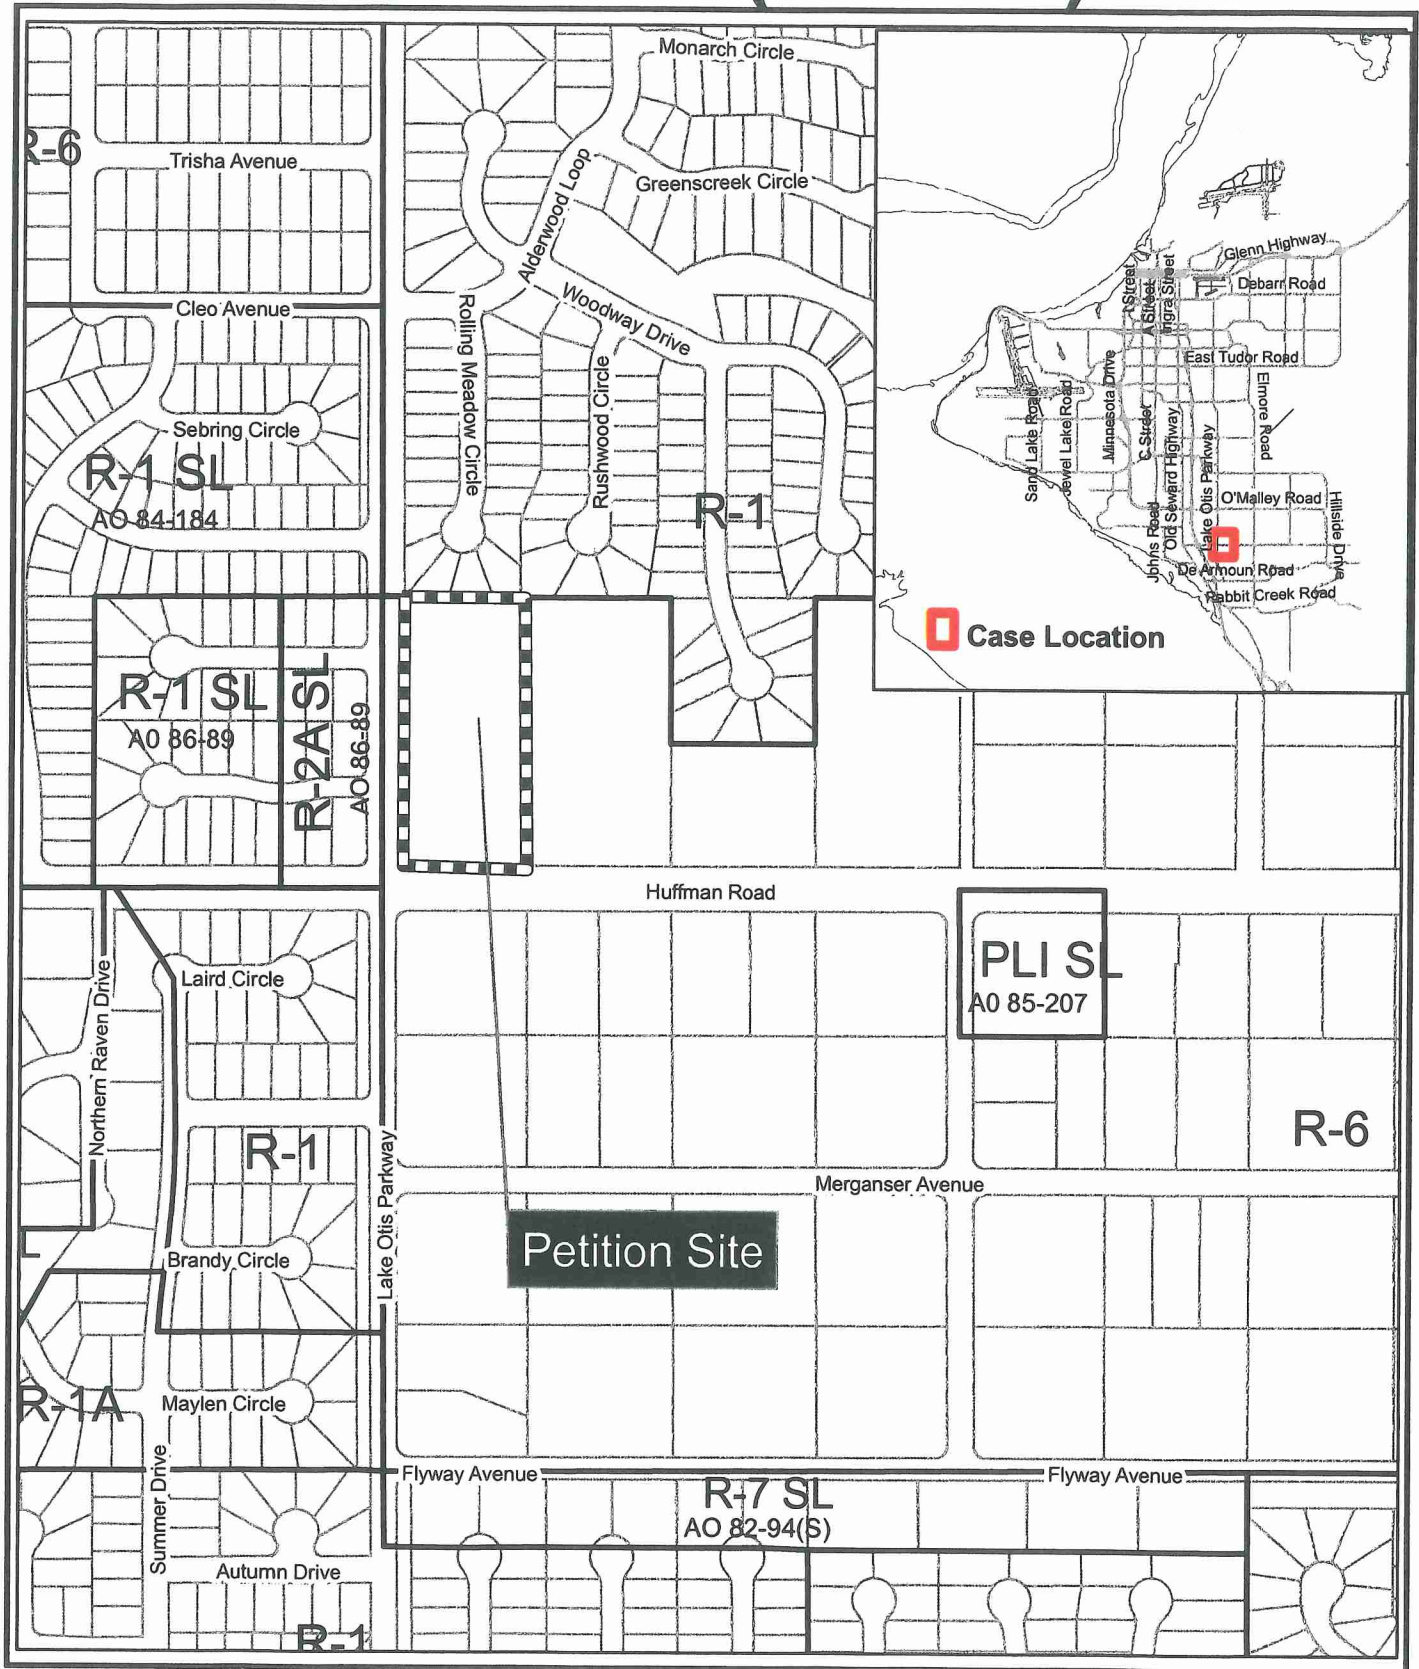 Monarch Circle
R-6
Trisha Avenue
Greenscreek Circle
Alderwood Loop
Cleo Avenue
Rolling Meadow Circle
Woodway Drive
Rushwood Circle
Sebring Circle
R-1 SL
AO 84-184
R-1
R-1 SL
A0 86-89
R-2A SL
AO 86-89
Glenn Highway
Debarr Road
I Street
A Street
Ingra Street
East Tudor Road
Elmore Road
Sand Lake Road
Jewel Lake Road
Minnesota Drive
C Street
Old Seward Highway
Lake Otis Parkway
O'Malley Road
Hillside Drive
Johns Road
De Armoun Road
Rabbit Creek Road
Case Location
Huffman Road
PLI SL
A0 85-207
Laird Circle
Northern Raven Drive
R-1
R-6
Merganser Avenue
Lake Otis Parkway
Petition Site
Brandy Circle
R-1A
Maylen Circle
Summer Drive
Flyway Avenue
Flyway Avenue
R-7 SL
AO 82-94(S)
Autumn Drive
R-1